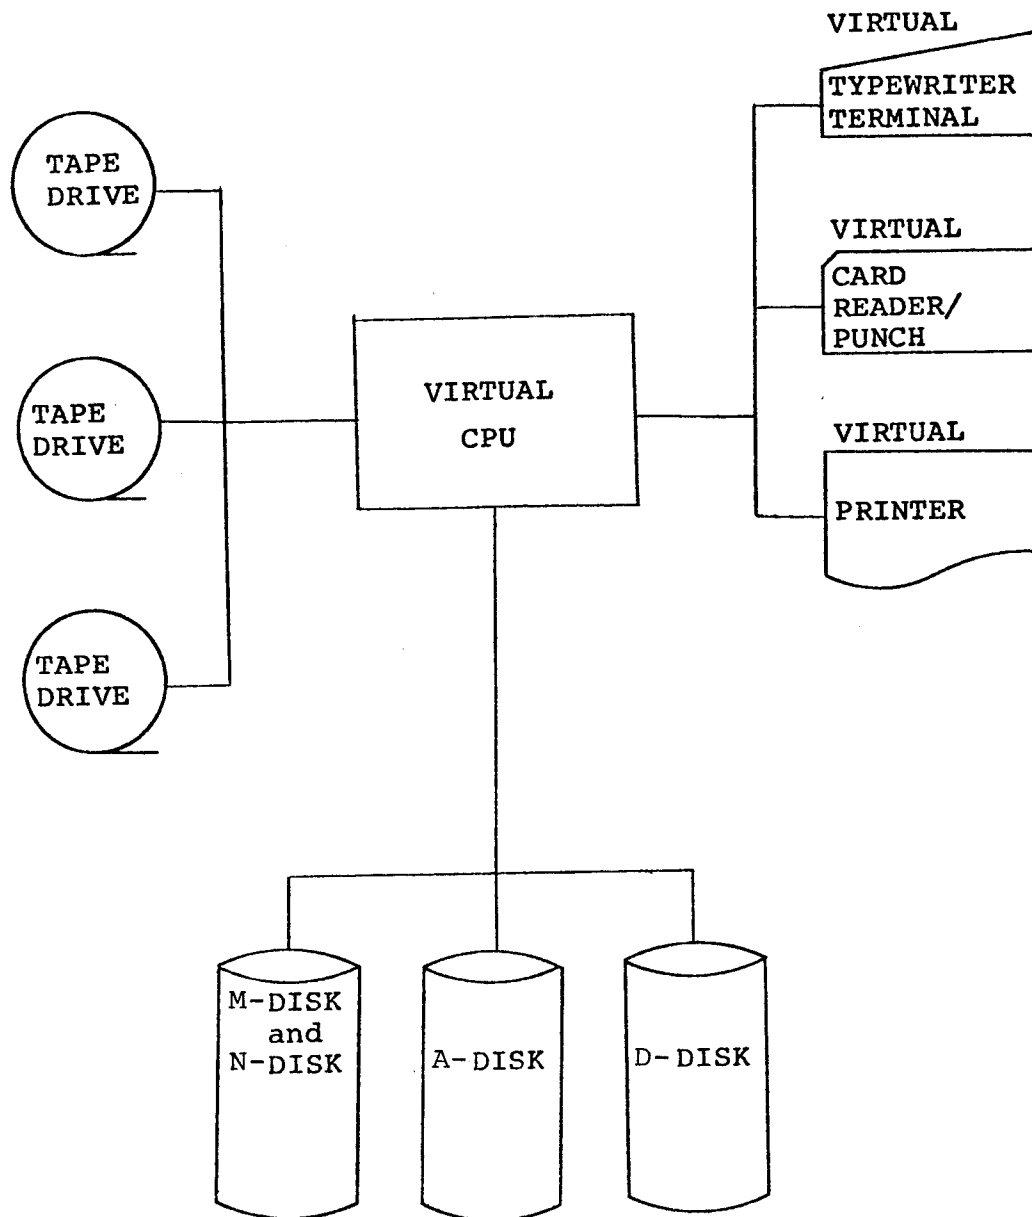 VIRTUAL
TYPEWRITER
TERMINAL
TAPE
DRIVE
VIRTUAL
CARD
READER/
PUNCH
VIRTUAL
CPU
TAPE
DRIVE
VIRTUAL
PRINTER
TAPE
DRIVE
M-DISK
and
N-DISK
A-DISK
D-DISK